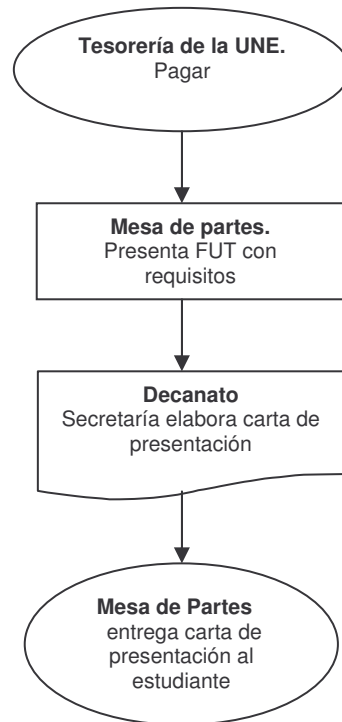 Tesorería de la UNE.
Pagar
Mesa de partes.
Presenta FUT con
requisitos
Decanato
Secretaría elabora carta de
presentación
Mesa de Partes
entrega carta de
presentación al
estudiante